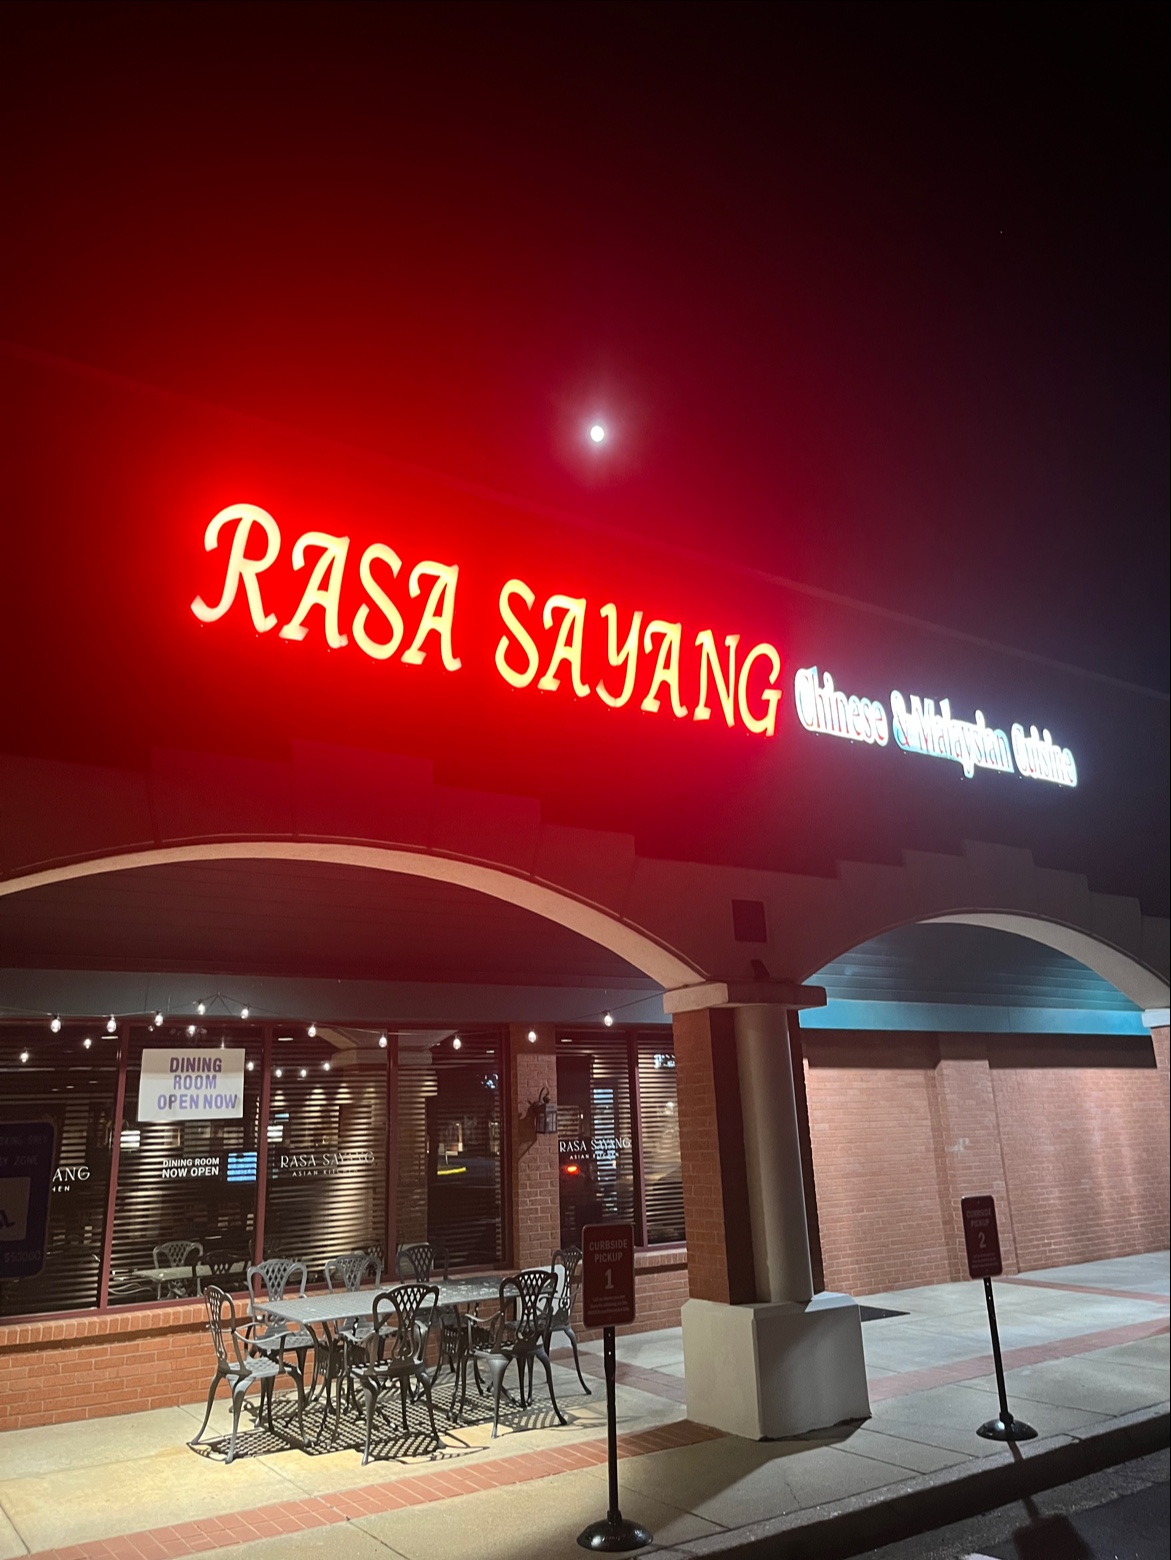 RASA SAYANG
Chinese & Malaysian Cuisine
DINING
ROOM
OPEN NOW
DINING ROOM
NOW OPEN
RASA SAYANG
RASA SAYANG
ASIAN
ANG
CURBSIDE
PICKUP
1
CURBSIDE
PICKUP
2